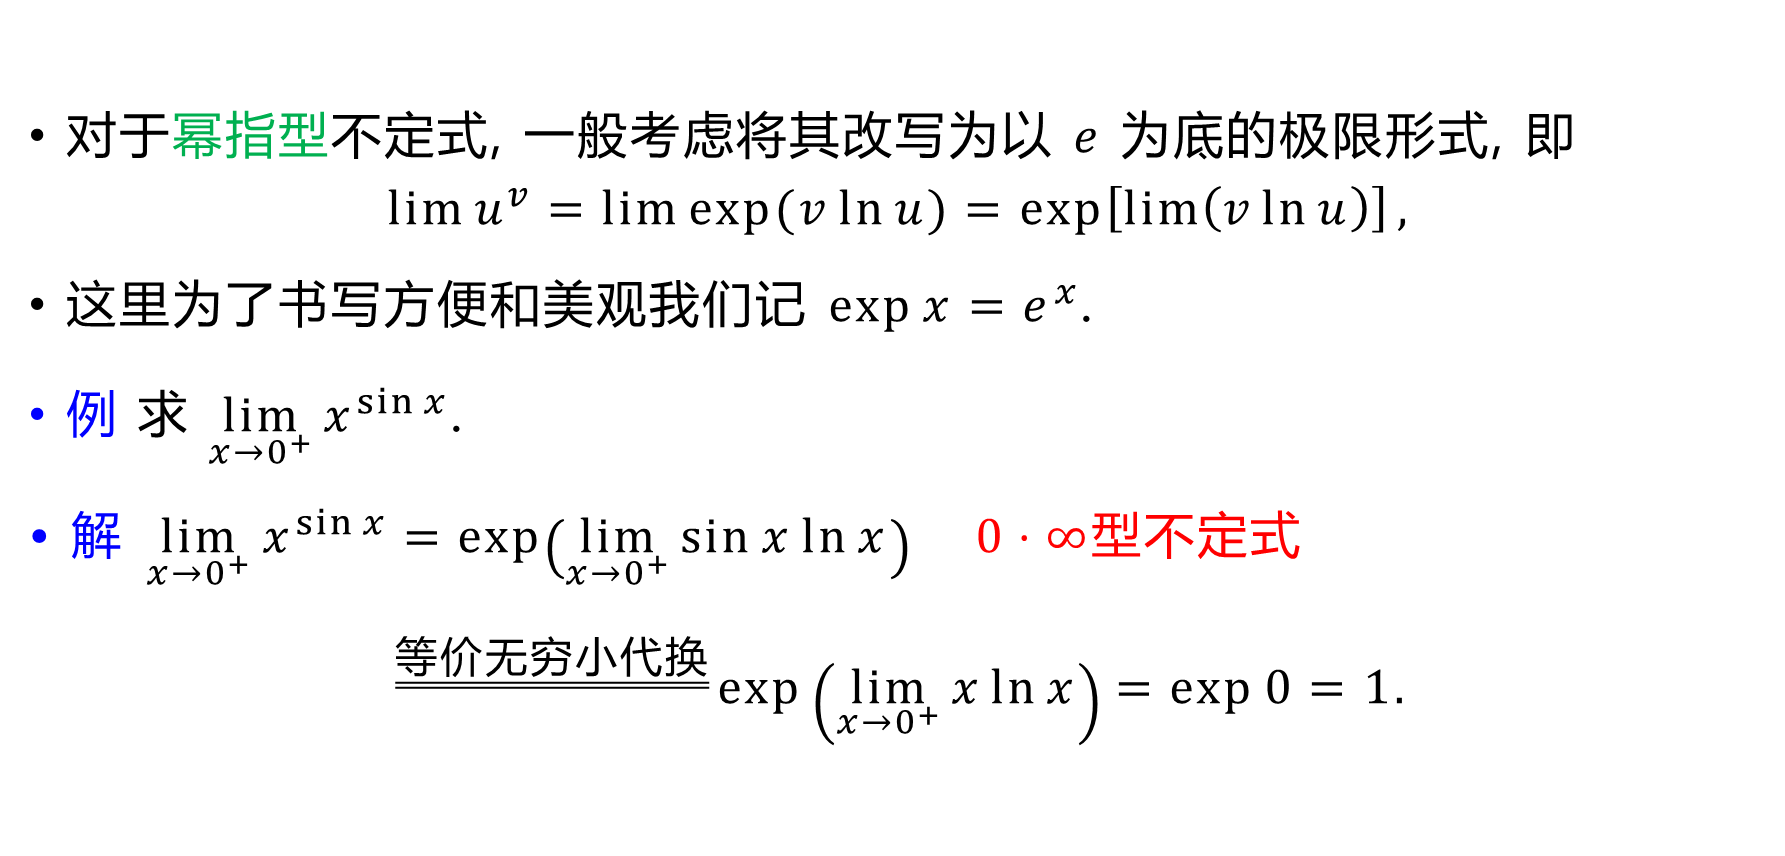 • 对于幂指型不定式, 一般考虑将其改写为以 e 为底的极限形式, 即
lim u^v = lim exp(v ln u) = exp[lim(v ln u)],
• 这里为了书写方便和美观我们记 exp x = e^x.
• 例 求 lim_{x→0⁺} x^{sin x}.
• 解 lim_{x→0⁺} x^{sin x} = exp(lim_{x→0⁺} sin x ln x) 0 · ∞型不定式
等价无穷小代换 exp(lim_{x→0⁺} x ln x) = exp 0 = 1.